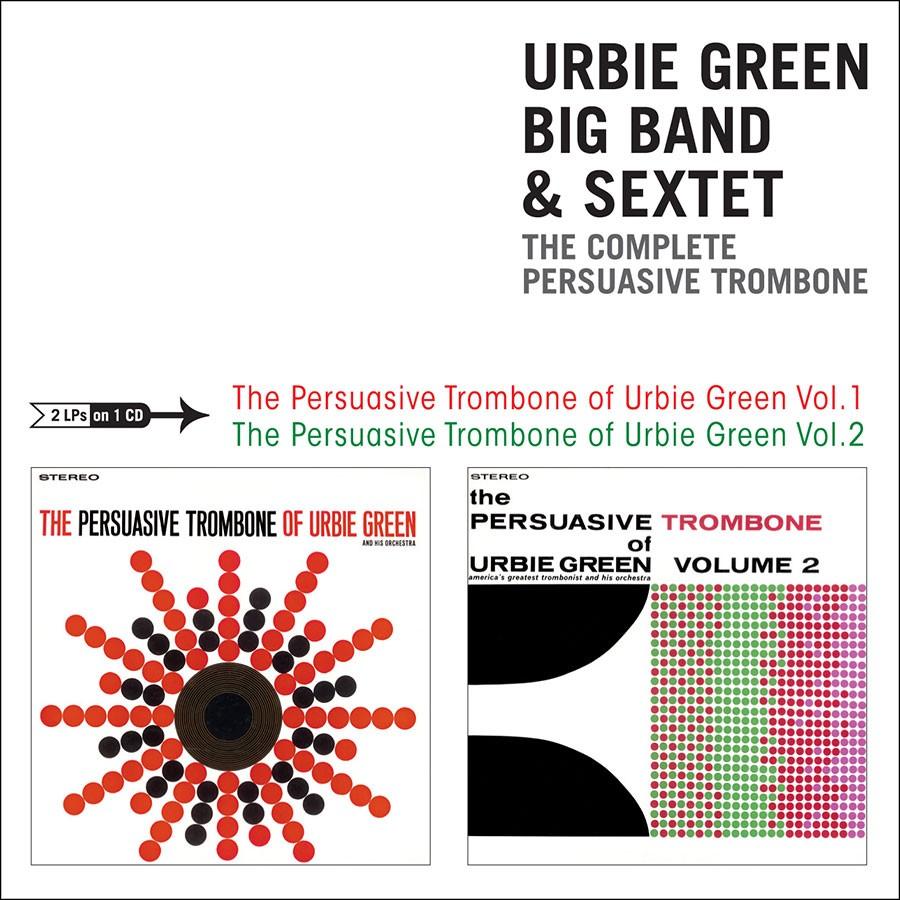 URBIE GREEN
BIG BAND
& SEXTET
THE COMPLETE
PERSUASIVE TROMBONE
2 LPs on 1 CD
The Persuasive Trombone of Urbie Green Vol.1
The Persuasive Trombone of Urbie Green Vol.2
STEREO
THE PERSUASIVE TROMBONE OF URBIE GREEN
AND HIS ORCHESTRA
STEREO
the
PERSUASIVE TROMBONE
of
URBIE GREEN VOLUME 2
america's greatest trombonist and his orchestra